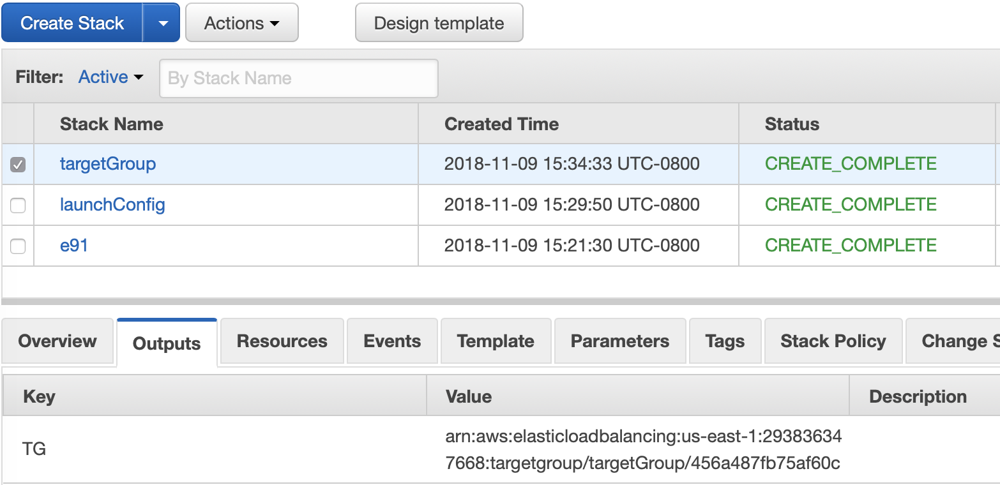 Create Stack Actions Design template
Filter: Active By Stack Name
Stack Name Created Time Status
targetGroup 2018-11-09 15:34:33 UTC-0800 CREATE_COMPLETE
launchConfig 2018-11-09 15:29:50 UTC-0800 CREATE_COMPLETE
e91 2018-11-09 15:21:30 UTC-0800 CREATE_COMPLETE
Overview Outputs Resources Events Template Parameters Tags Stack Policy Change S
Key Value Description
TG arn:aws:elasticloadbalancing:us-east-1:29383634
7668:targetgroup/targetGroup/456a487fb75af60c